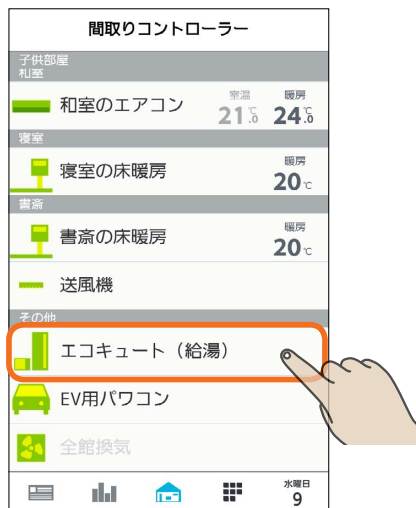 間取りコントローラー
子供部屋
和室
和室のエアコン
室温 暖房
21.0℃ 24.0℃
寝室
寝室の床暖房
暖房
20℃
書斎
書斎の床暖房
暖房
20℃
送風機
その他
エコキュート（給湯）
EV用パワコン
全館換気
水曜日
9